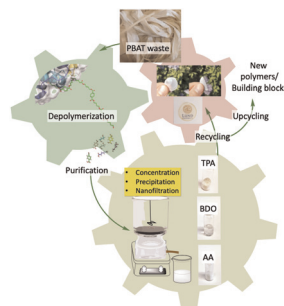 PBAT waste
New
polymers/
Building block
Depolymerization
Upcycling
Recycling
Purification
TPA
• Concentration
• Precipitation
• Nanofiltration
BDO
AA